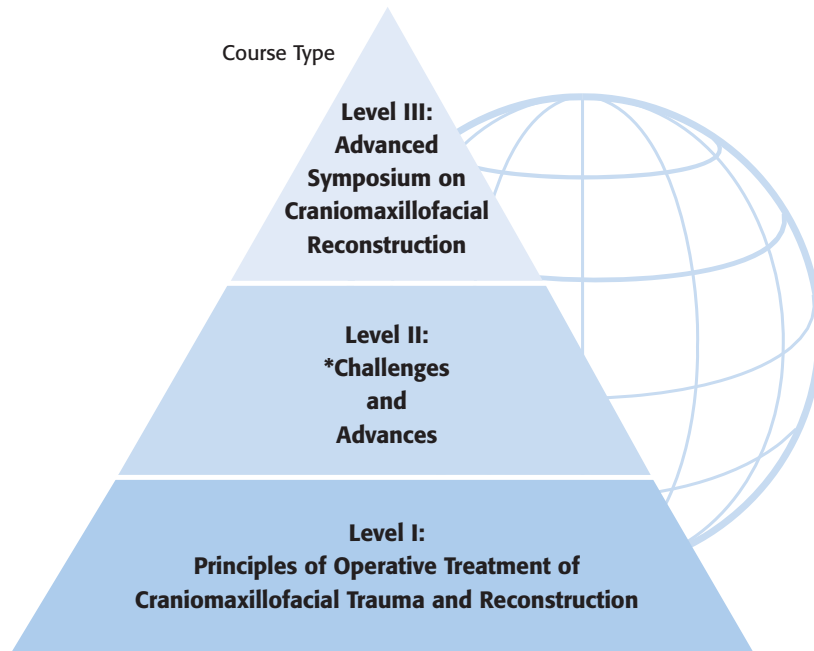 Course Type
Level III:
Advanced
Symposium on
Craniomaxillofacial
Reconstruction
Level II:
*Challenges
and
Advances
Level I:
Principles of Operative Treatment of
Craniomaxillofacial Trauma and Reconstruction